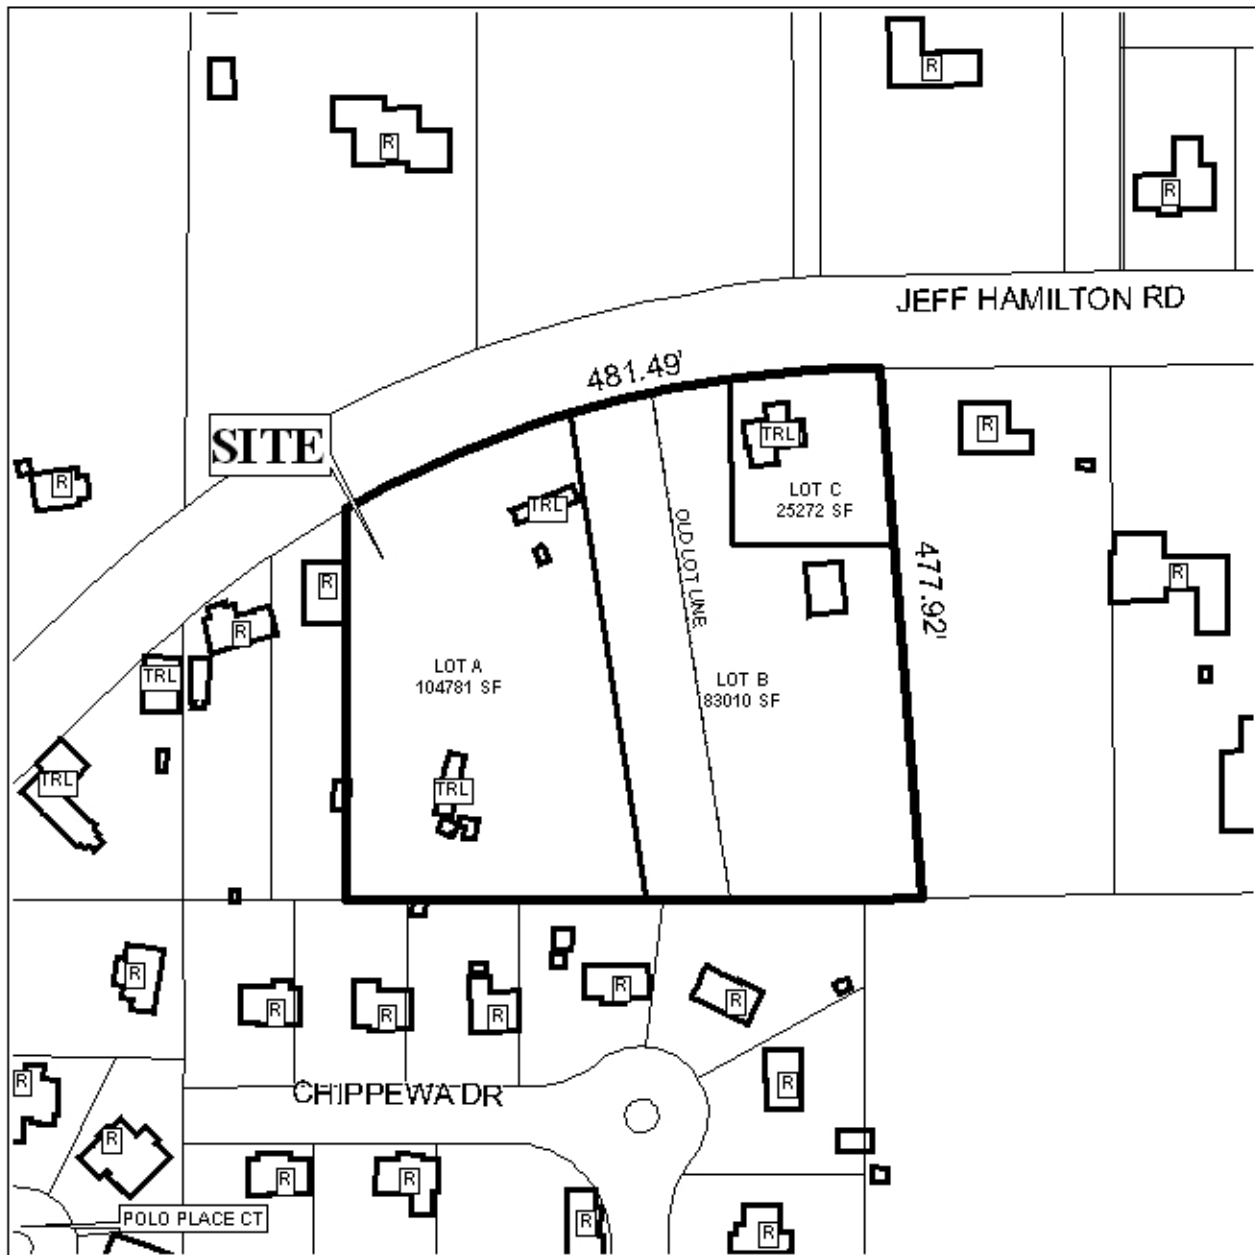 R
R
R
R
JEFF HAMILTON RD
481.49'
SITE
R
TRL
R
LOT C
25272 SF
TRL
OLD LOT LINE
477.92'
R
R
R
TRL
LOT A
104781 SF
LOT B
83010 SF
TRL
TRL
R
R
R
R
R
R
R
CHIPPEWA DR
R
R
R
R
POLO PLACE CT
R
R